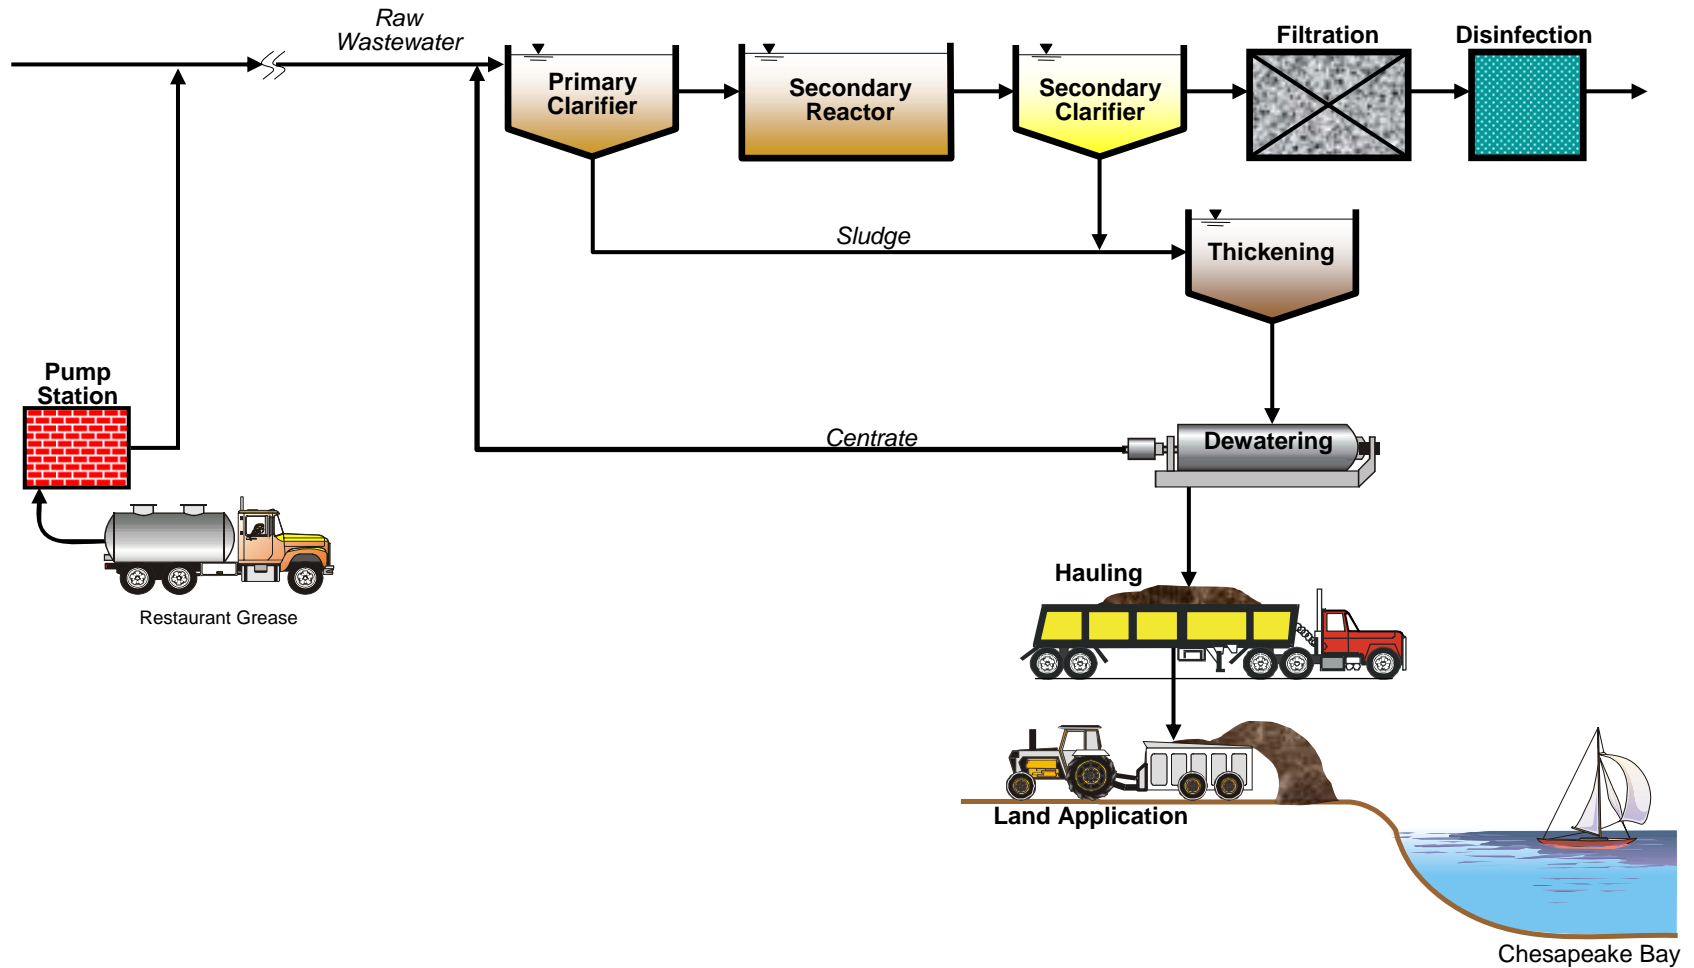 Raw
Wastewater
Filtration
Disinfection
Primary
Clarifier
Secondary
Reactor
Secondary
Clarifier
Sludge
Thickening
Pump
Station
Centrate
Dewatering
Hauling
Restaurant Grease
Land Application
Chesapeake Bay